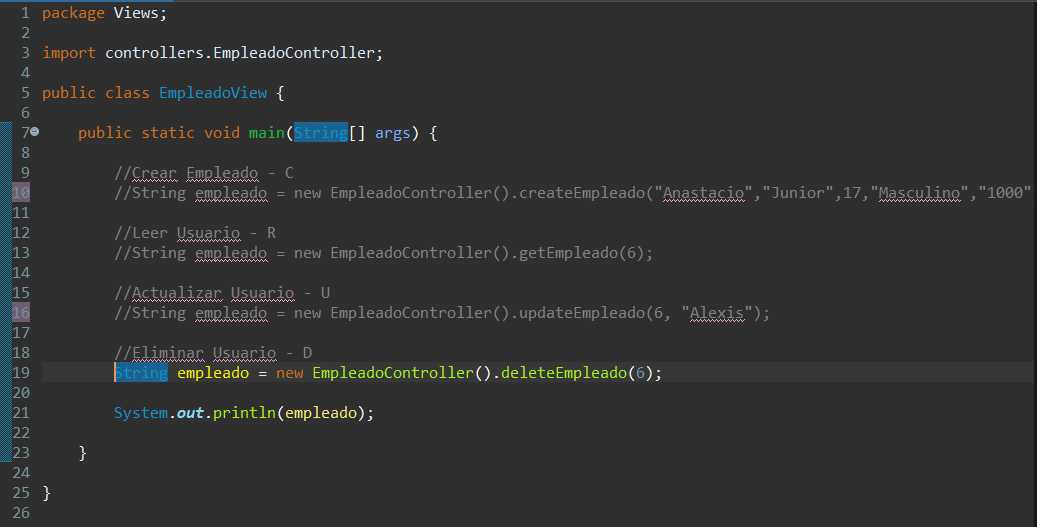 1 package Views;
2
3 import controllers.EmpleadoController;
4
5 public class EmpleadoView {
6
7 public static void main(String[] args) {
8
9 //Crear Empleado - C
10 //String empleado = new EmpleadoController().createEmpleado("Anastacio","Junior",17,"Masculino","1000"
11
12 //Leer Usuario - R
13 //String empleado = new EmpleadoController().getEmpleado(6);
14
15 //Actualizar Usuario - U
16 //String empleado = new EmpleadoController().updateEmpleado(6, "Alexis");
17
18 //Eliminar Usuario - D
19 String empleado = new EmpleadoController().deleteEmpleado(6);
20
21 System.out.println(empleado);
22
23 }
24
25 }
26